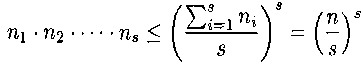 $n_1 \cdot n_2 \cdot \cdots \cdot n_s \leq \left( \frac{\sum_{i=1}^{s} n_i}{s} \right)^s = \left( \frac{n}{s} \right)^s$